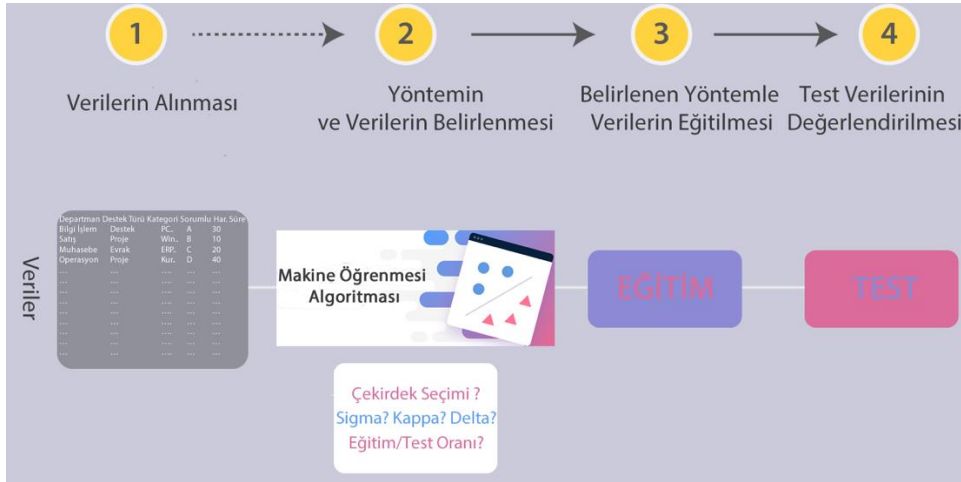 1
2
3
4
Verilerin Alınması
Yöntemin
ve Verilerin Belirlenmesi
Belirlenen Yöntemle
Verilerin Eğitilmesi
Test Verilerinin
Değerlendirilmesi
Veriler
Departman Destek Türü Kategori Sorumlu Har. Süre
Bilgi İşlem Destek PC.. A 30
Satış Proje Win.. B 10
Muhasebe Evrak ERP.. C 20
Operasyon Proje Kur.. D 40
.... .... .... ... ...
... ... .... ... ...
... ... .... ... ...
... ... .... ... ...
... ... .... ... ...
... ... .... ... ...
... ... .... ... ...
... ... .... ... ...
Makine Öğrenmesi
Algoritması
EĞİTİM
TEST
Çekirdek Seçimi ?
Sigma? Kappa? Delta?
Eğitim/Test Oranı?